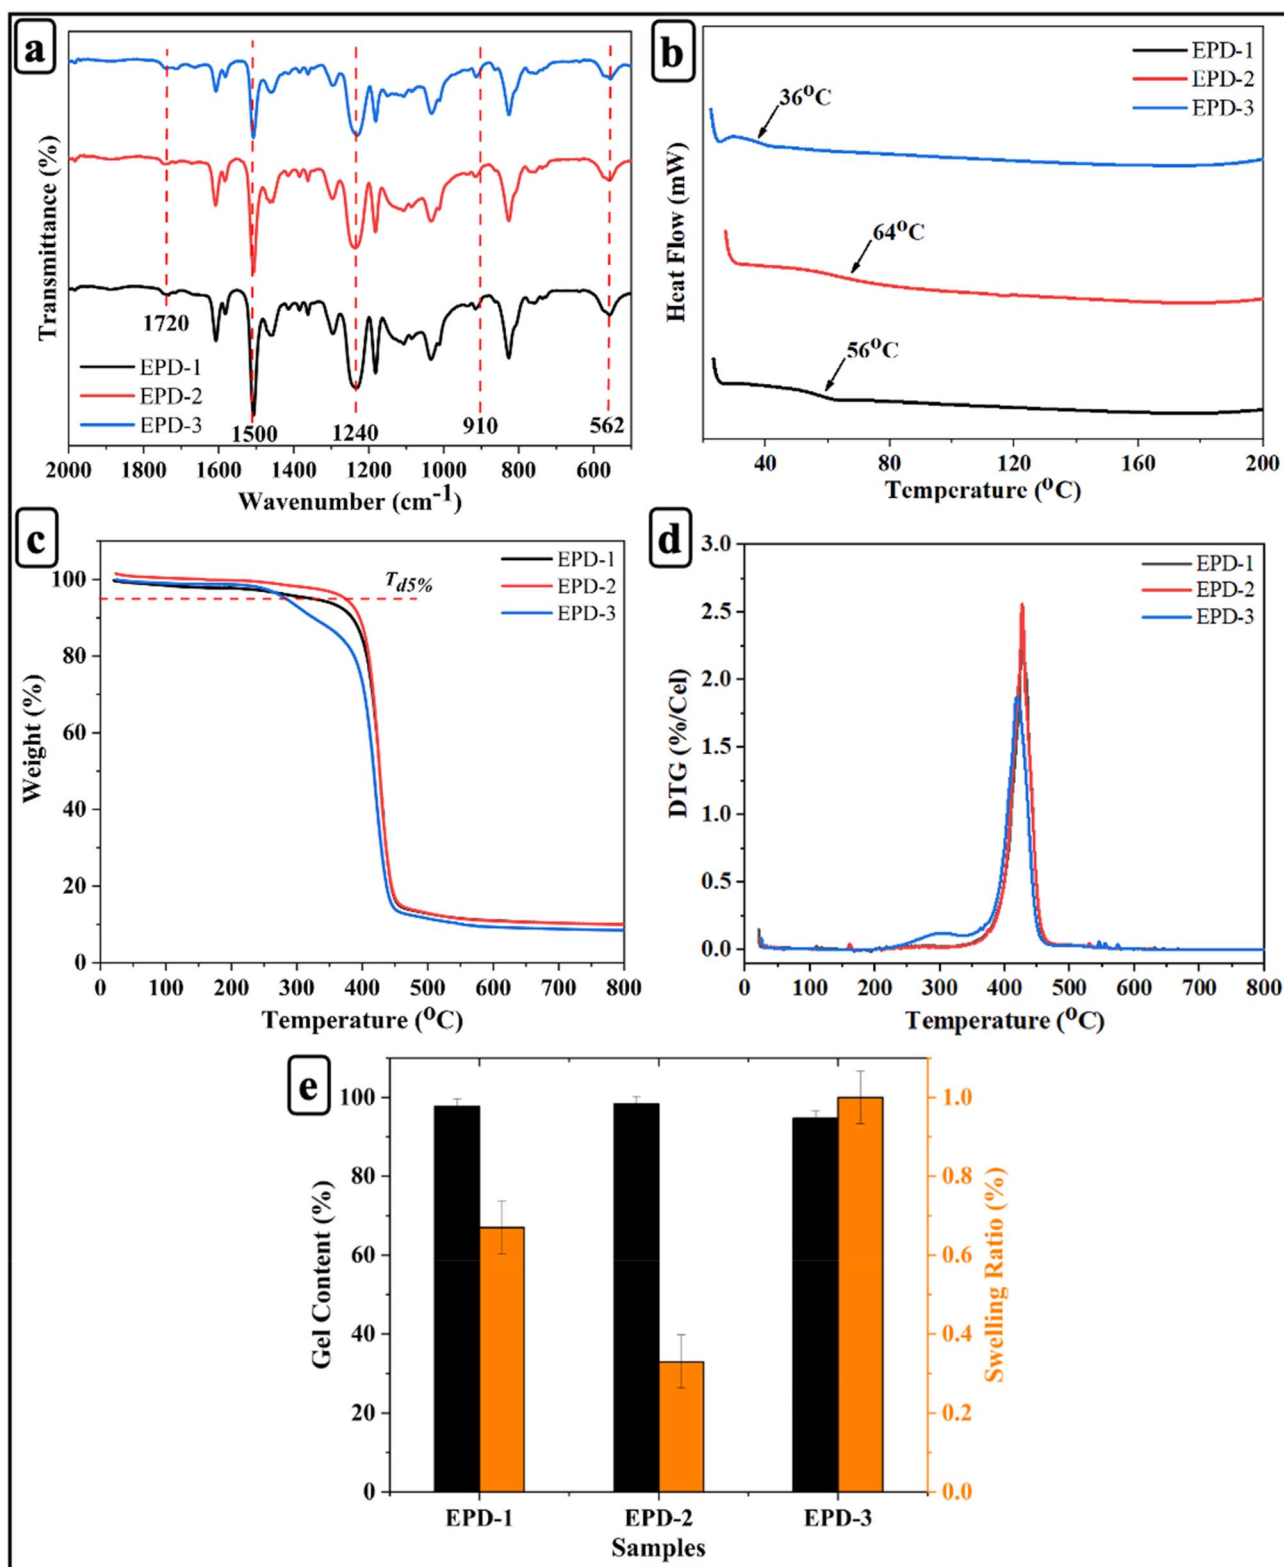 a
Transmittance (%)
1720
EPD-1
EPD-2
EPD-3
1500
1240
910
562
2000 1800 1600 1400 1200 1000 800 600
Wavenumber (cm⁻¹)
b
EPD-1
EPD-2
EPD-3
36°C
64°C
56°C
Heat Flow (mW)
40 80 120 160 200
Temperature (°C)
c
EPD-1
EPD-2
EPD-3
Td5%
Weight (%)
100
80
60
40
20
0
0 100 200 300 400 500 600 700 800
Temperature (°C)
d
EPD-1
EPD-2
EPD-3
DTG (%/Cel)
3.0
2.5
2.0
1.5
1.0
0.5
0.0
0 100 200 300 400 500 600 700 800
Temperature (°C)
e
Gel Content (%)
100
80
60
40
20
0
Swelling Ratio (%)
1.0
0.8
0.6
0.4
0.2
0.0
EPD-1 EPD-2 EPD-3
Samples